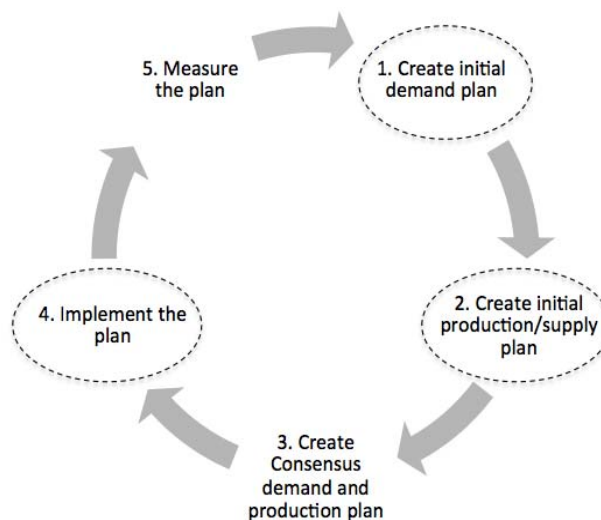 1. Create initial
demand plan
2. Create initial
production/supply
plan
3. Create
Consensus
demand and
production plan
4. Implement the
plan
5. Measure
the plan